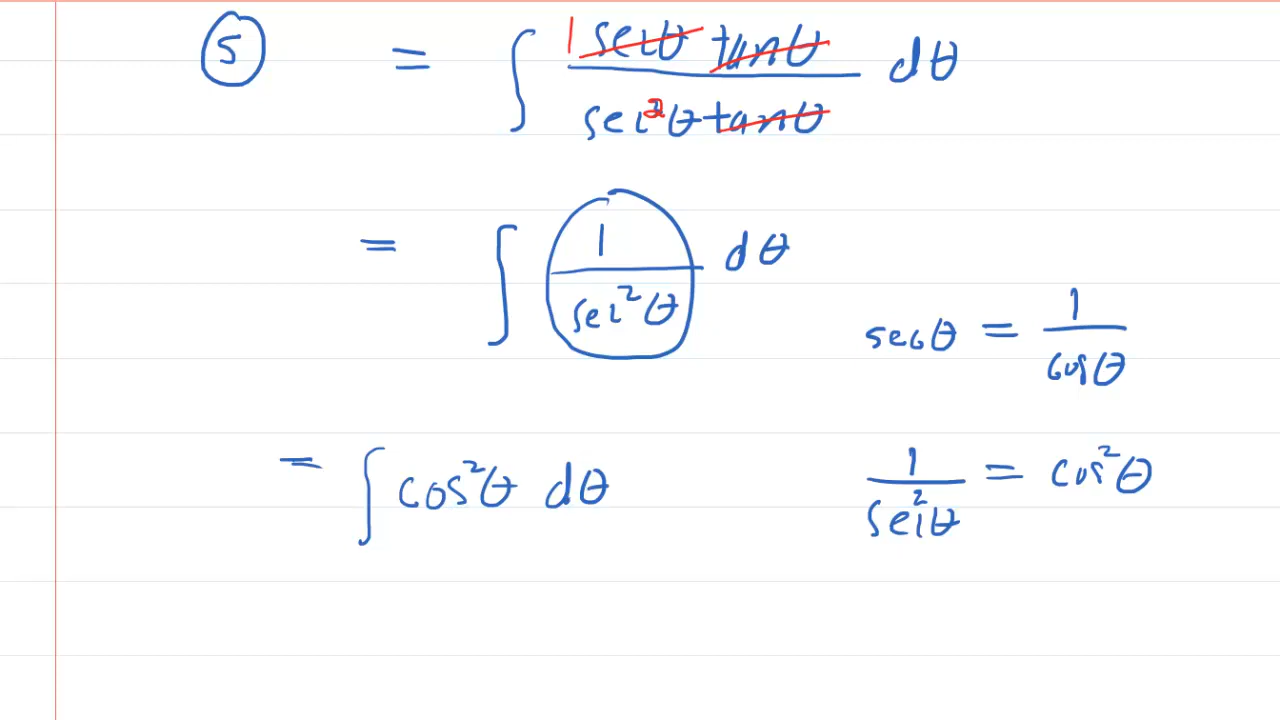 ⑤ = ∫ 1 secθ tanθ / sec²θ tanθ dθ
= ∫ 1 / sec²θ dθ
secθ = 1 / cosθ
= ∫ cos²θ dθ
1 / sec²θ = cos²θ